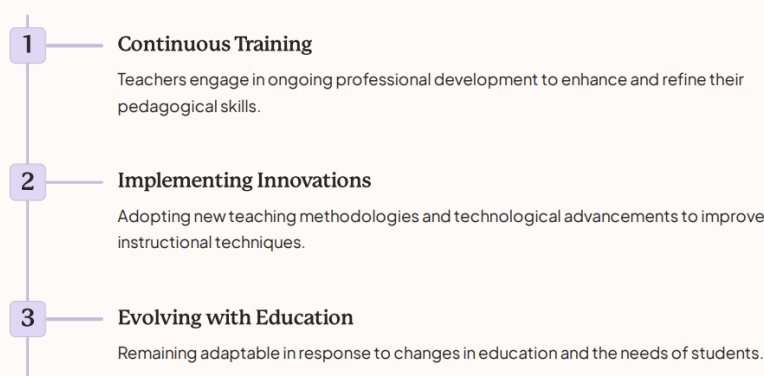 1
Continuous Training
Teachers engage in ongoing professional development to enhance and refine their
pedagogical skills.
2
Implementing Innovations
Adopting new teaching methodologies and technological advancements to improve
instructional techniques.
3
Evolving with Education
Remaining adaptable in response to changes in education and the needs of students.